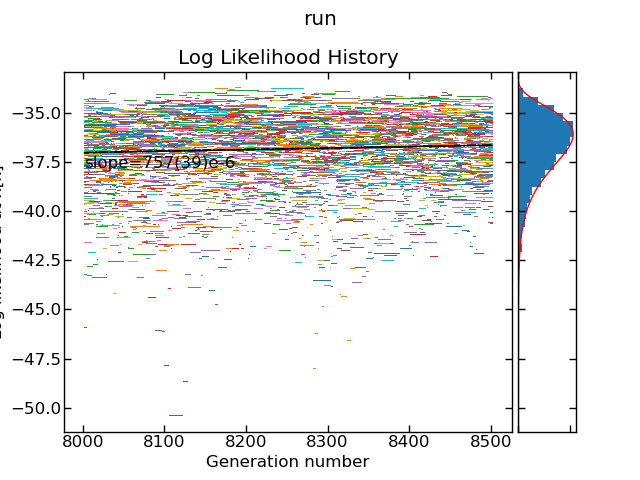 run
Log Likelihood History
−35.0
−37.5
−40.0
−42.5
−45.0
−47.5
−50.0
slope=757(39)e-6
8000 8100 8200 8300 8400 8500
Generation number